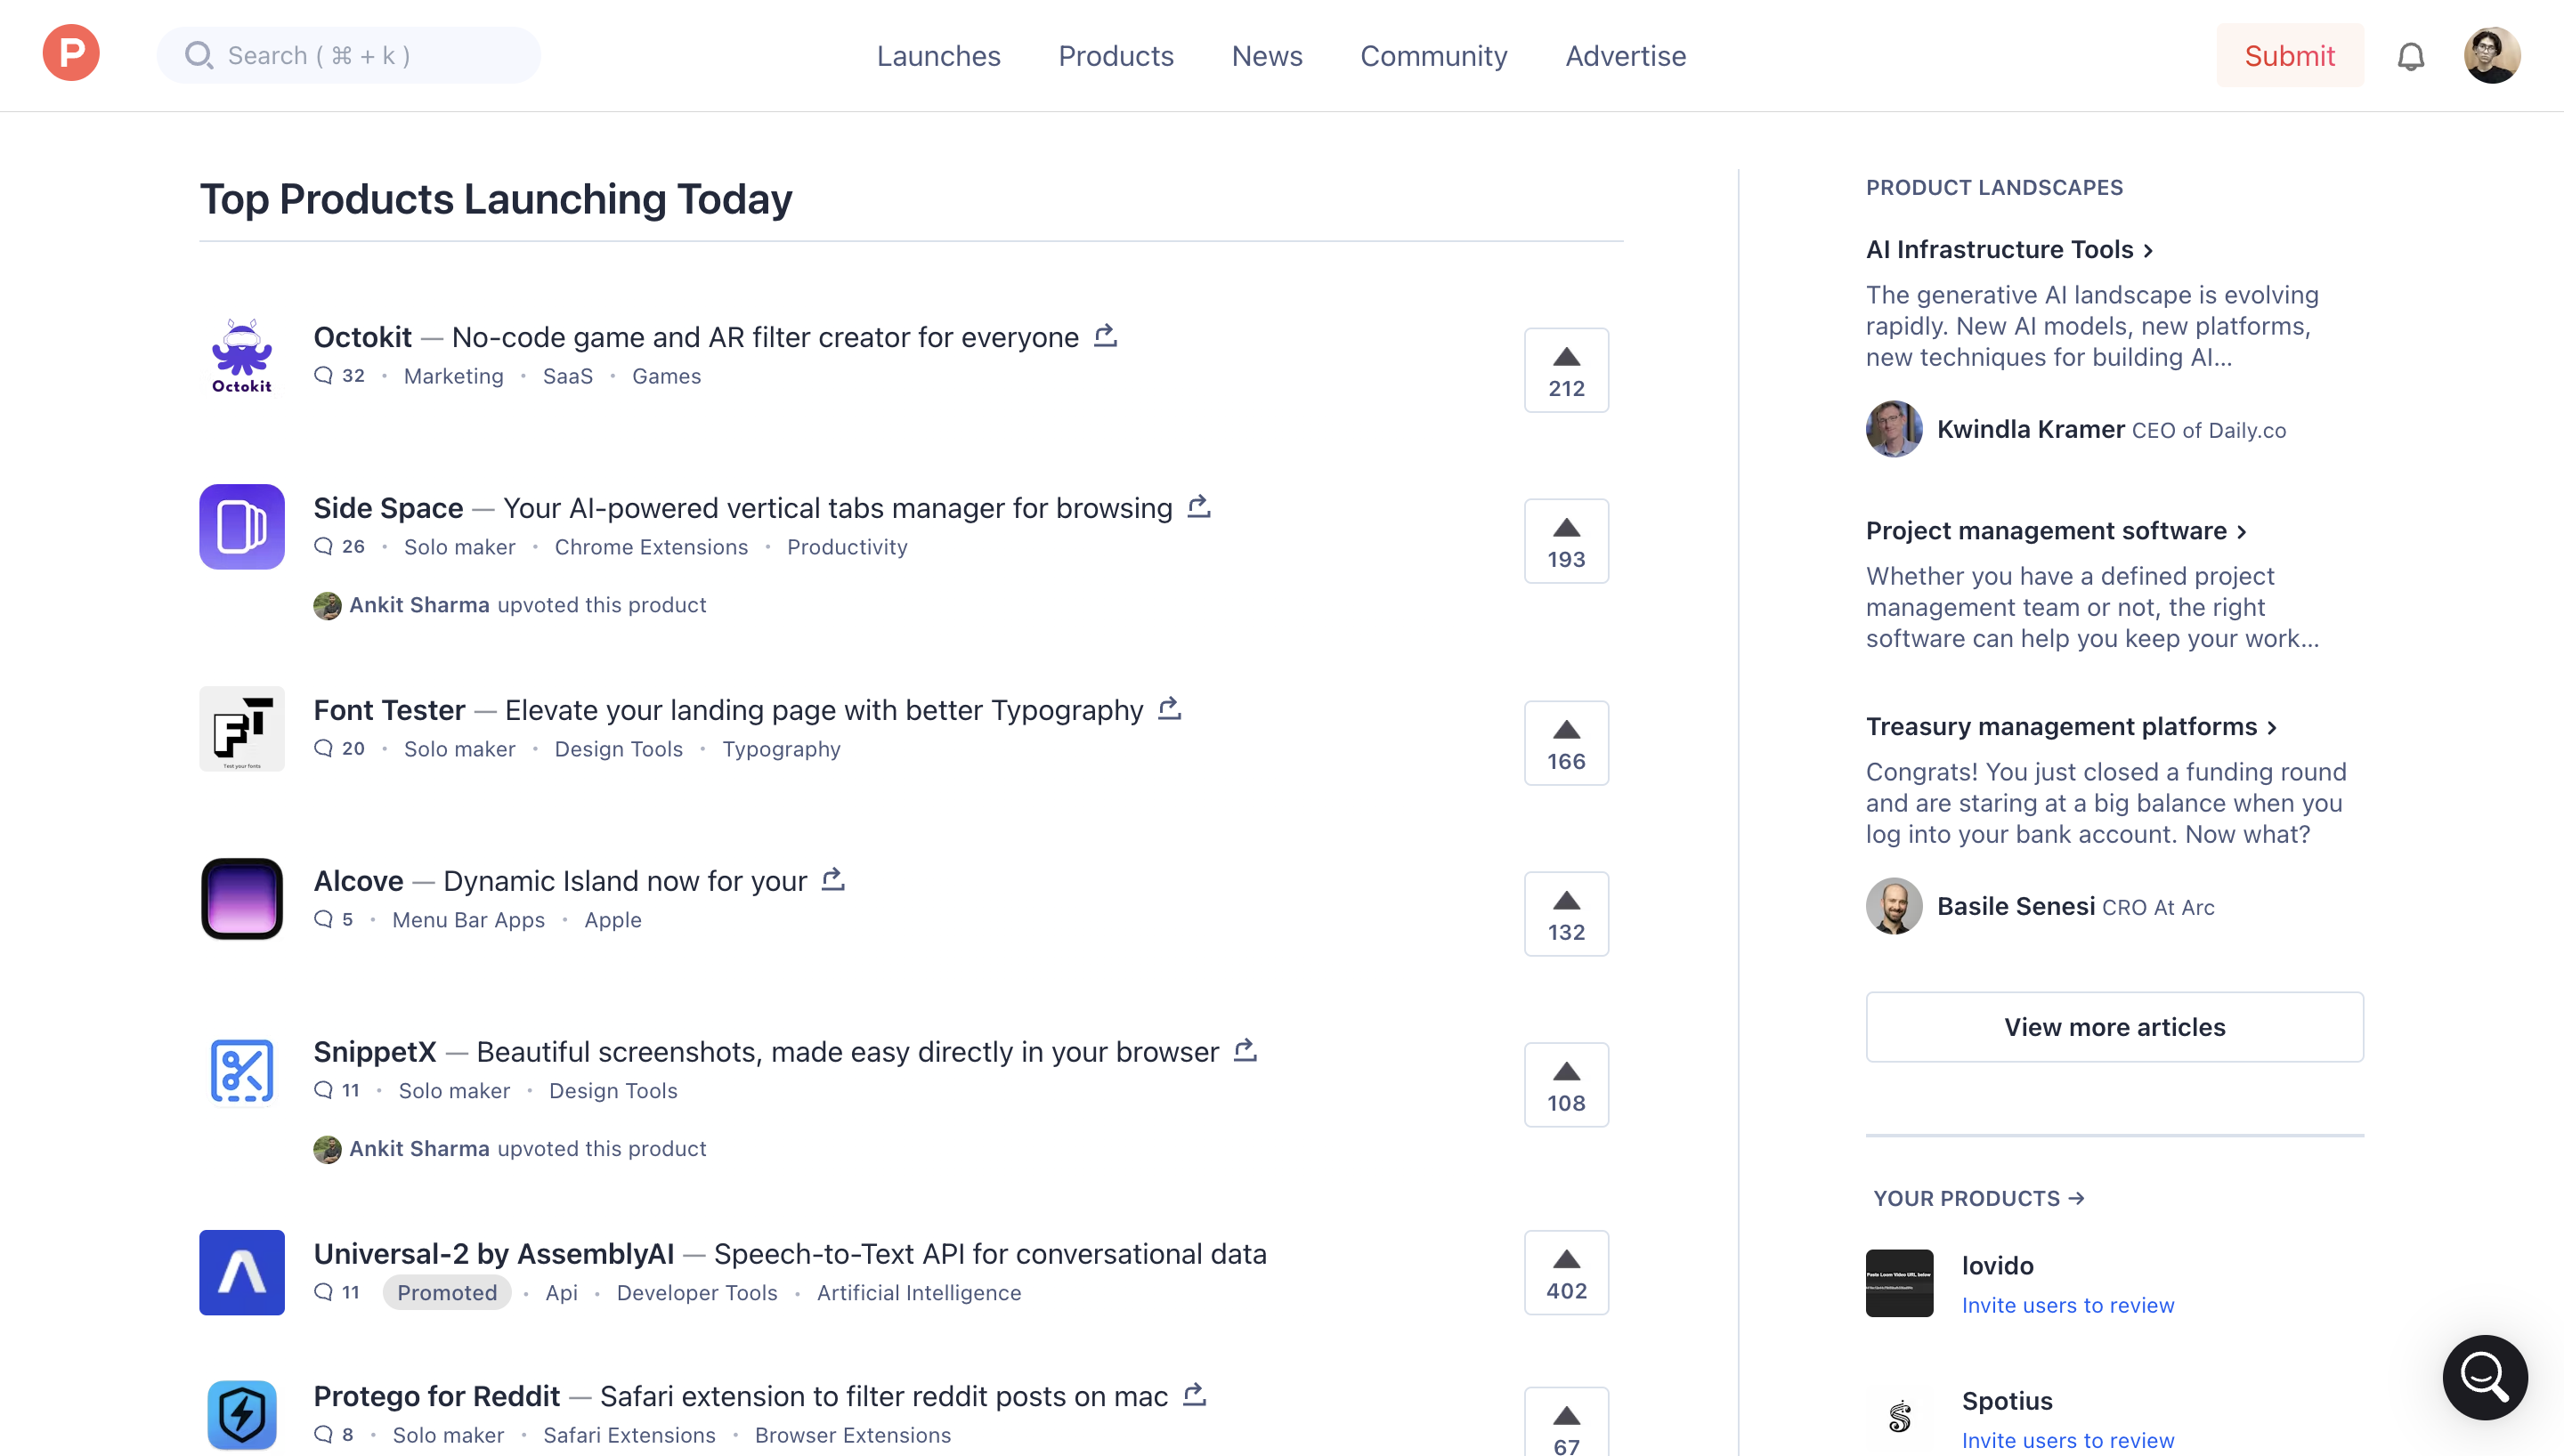 P
Search ( ⌘ + k )
Launches
Products
News
Community
Advertise
Submit
Top Products Launching Today
Octokit
Octokit — No-code game and AR filter creator for everyone
32 • Marketing • SaaS • Games
212
Side Space — Your AI-powered vertical tabs manager for browsing
26 • Solo maker • Chrome Extensions • Productivity
193
Ankit Sharma upvoted this product
FT
Text your fonts
Font Tester — Elevate your landing page with better Typography
20 • Solo maker • Design Tools • Typography
166
Alcove — Dynamic Island now for your
5 • Menu Bar Apps • Apple
132
SnippetX — Beautiful screenshots, made easy directly in your browser
11 • Solo maker • Design Tools
108
Ankit Sharma upvoted this product
Universal-2 by AssemblyAI — Speech-to-Text API for conversational data
11 Promoted • Api • Developer Tools • Artificial Intelligence
402
Protego for Reddit — Safari extension to filter reddit posts on mac
8 • Solo maker • Safari Extensions • Browser Extensions
67
PRODUCT LANDSCAPES
AI Infrastructure Tools >
The generative AI landscape is evolving
rapidly. New AI models, new platforms,
new techniques for building AI...
Kwindla Kramer CEO of Daily.co
Project management software >
Whether you have a defined project
management team or not, the right
software can help you keep your work...
Treasury management platforms >
Congrats! You just closed a funding round
and are staring at a big balance when you
log into your bank account. Now what?
Basile Senesi CRO At Arc
View more articles
YOUR PRODUCTS →
Paste Loom Video URL below
lovido
Invite users to review
Spotius
Invite users to review